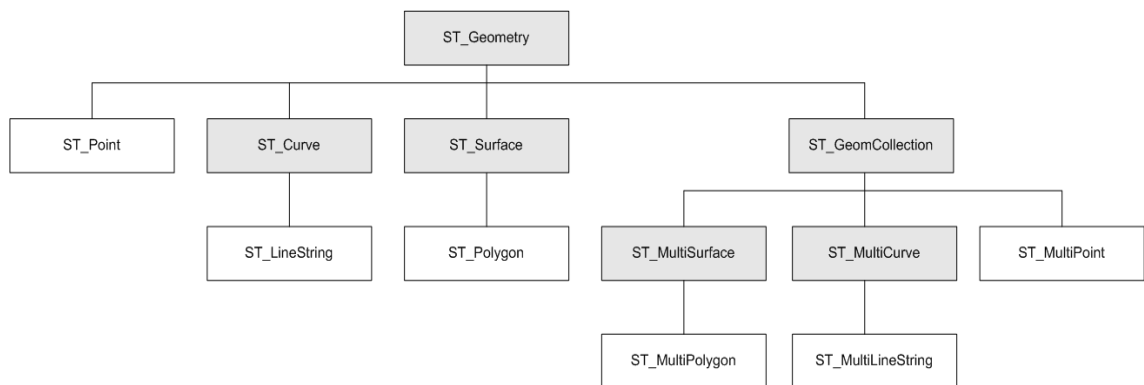 ST_Geometry
ST_Point
ST_Curve
ST_Surface
ST_GeomCollection
ST_LineString
ST_Polygon
ST_MultiSurface
ST_MultiCurve
ST_MultiPoint
ST_MultiPolygon
ST_MultiLineString